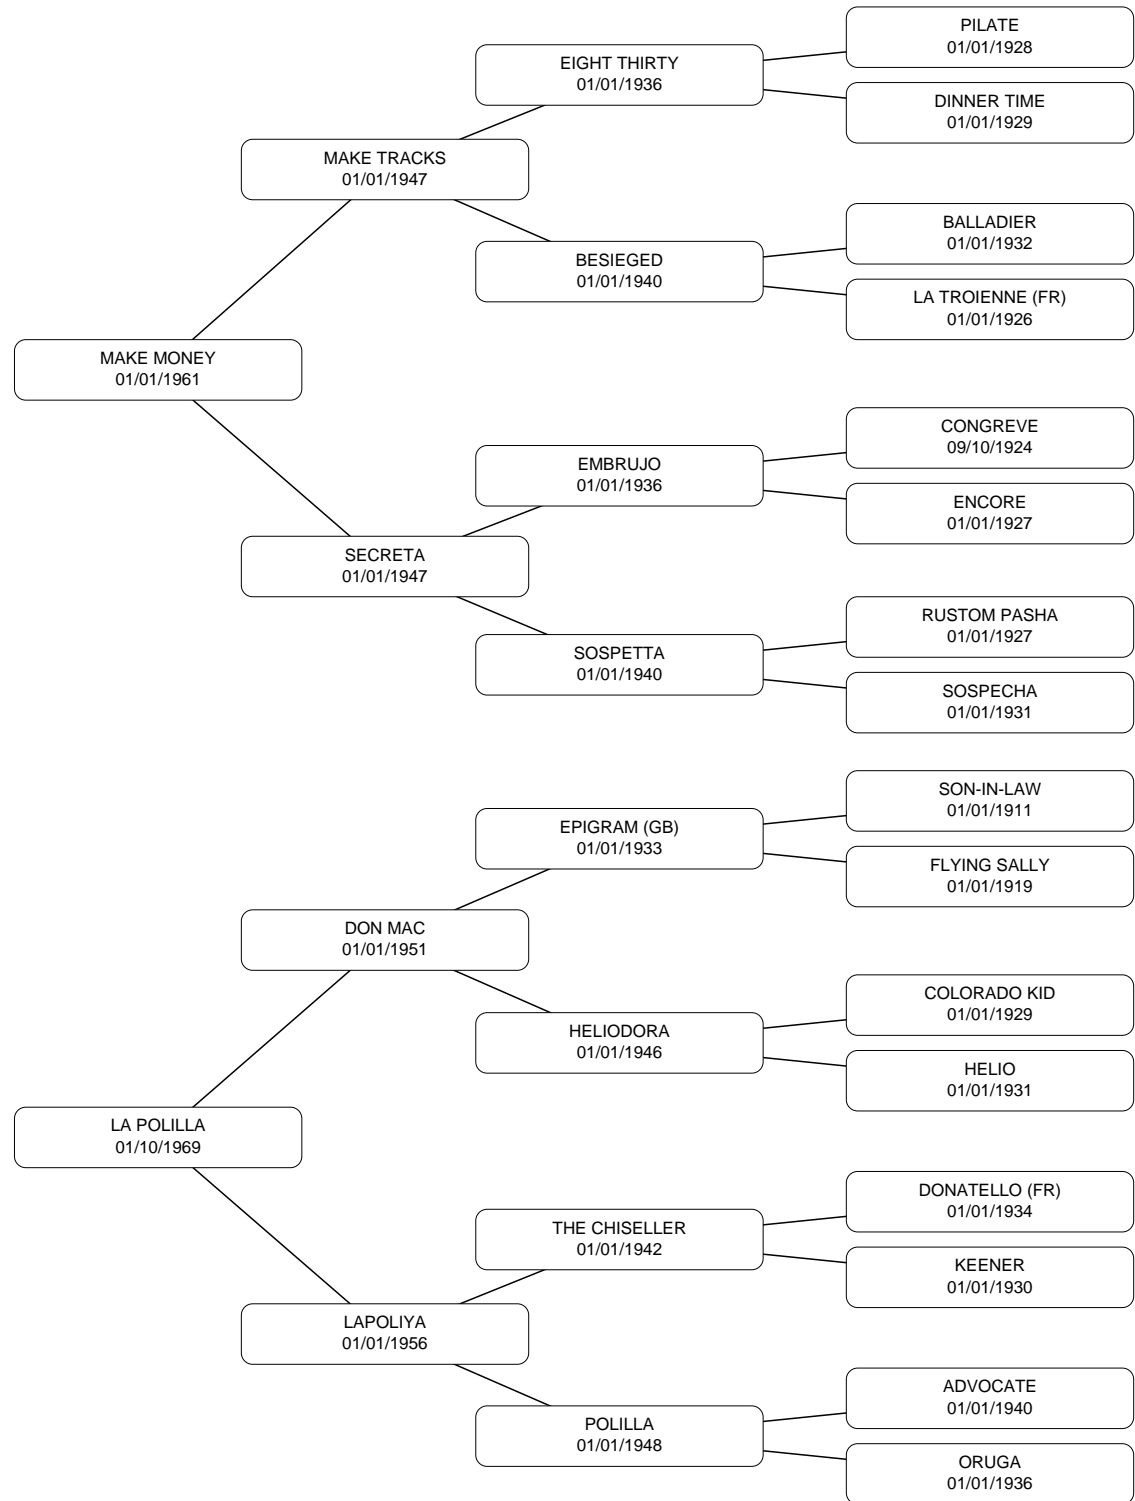 PILATE
01/01/1928
EIGHT THIRTY
01/01/1936
DINNER TIME
01/01/1929
MAKE TRACKS
01/01/1947
BALLADIER
01/01/1932
BESIEGED
01/01/1940
LA TROIENNE (FR)
01/01/1926
MAKE MONEY
01/01/1961
CONGREVE
09/10/1924
EMBRUJO
01/01/1936
ENCORE
01/01/1927
SECRETA
01/01/1947
RUSTOM PASHA
01/01/1927
SOSPETTA
01/01/1940
SOSPECHA
01/01/1931
SON-IN-LAW
01/01/1911
EPIGRAM (GB)
01/01/1933
FLYING SALLY
01/01/1919
DON MAC
01/01/1951
COLORADO KID
01/01/1929
HELIODORA
01/01/1946
HELIO
01/01/1931
LA POLILLA
01/10/1969
DONATELLO (FR)
01/01/1934
THE CHISELLER
01/01/1942
KEENER
01/01/1930
LAPOLIYA
01/01/1956
ADVOCATE
01/01/1940
POLILLA
01/01/1948
ORUGA
01/01/1936